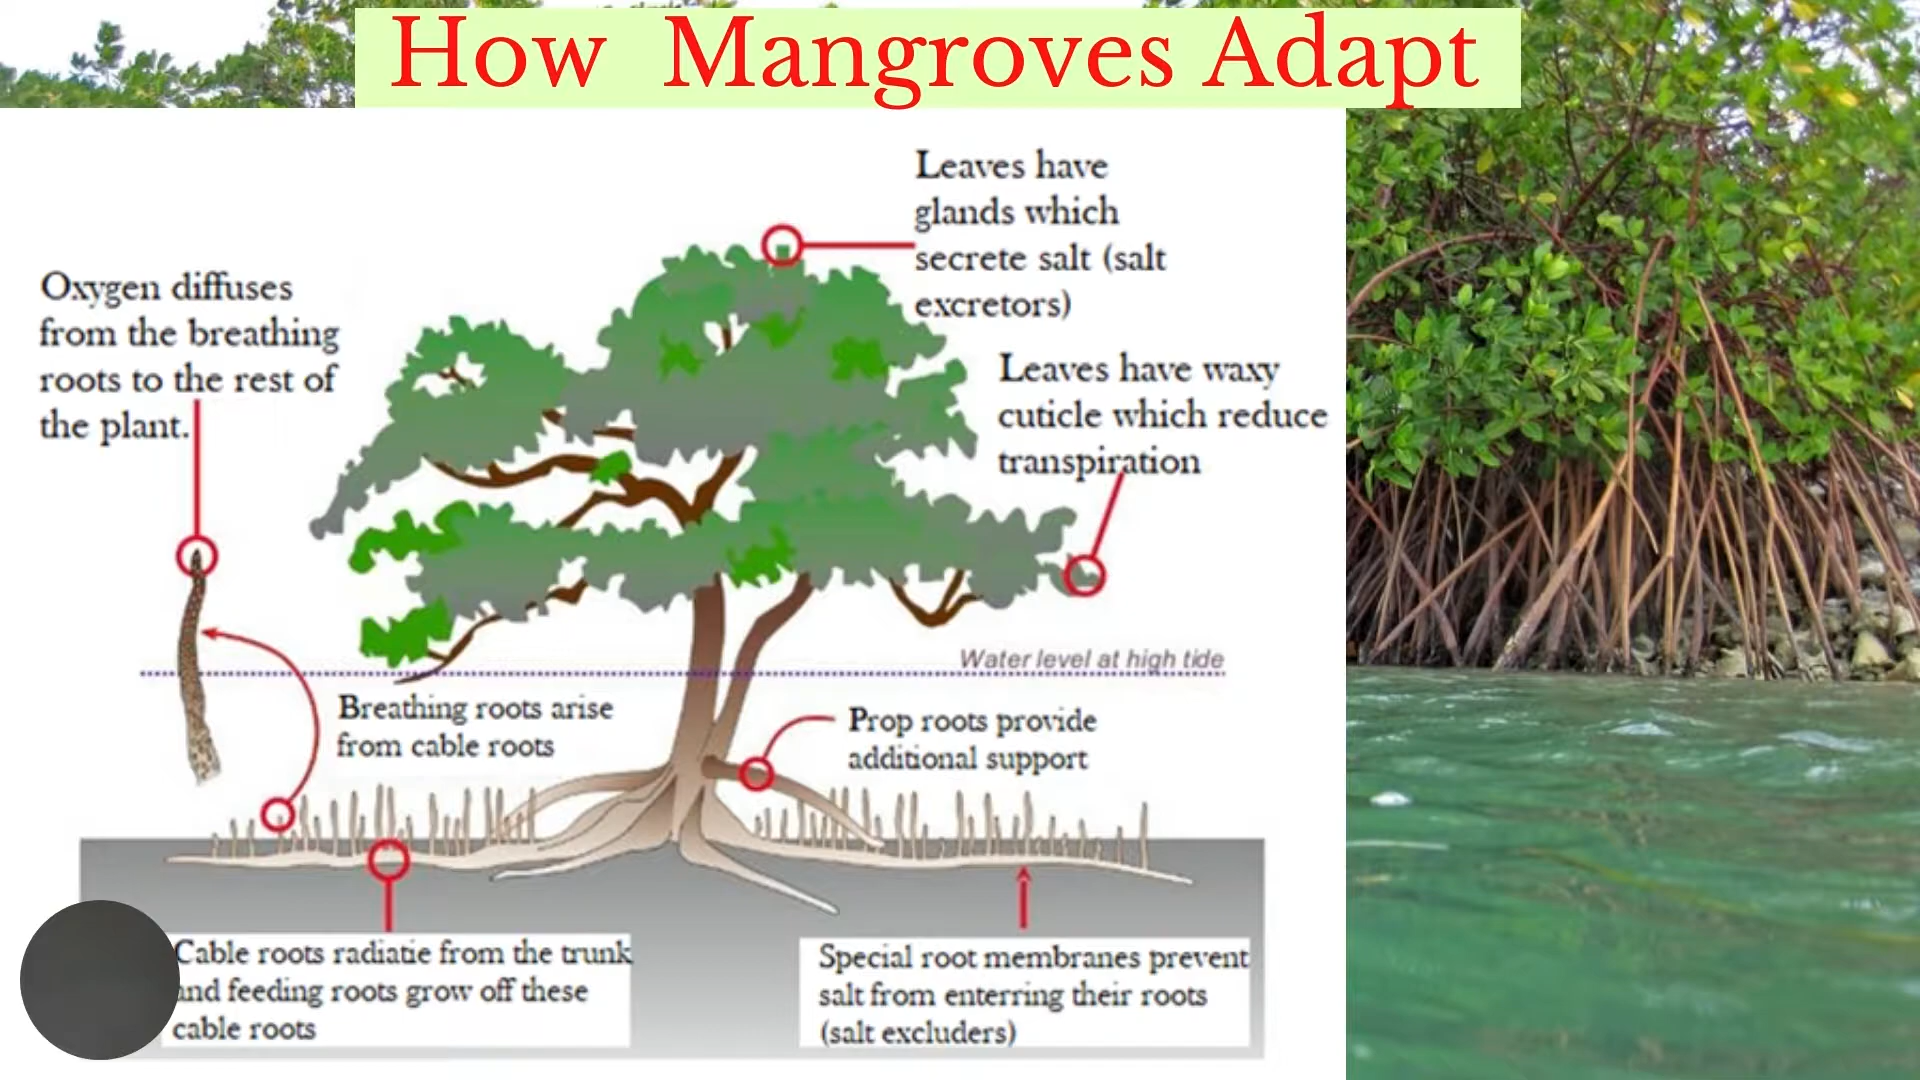 How Mangroves Adapt
Leaves have
glands which
secrete salt (salt
excretors)
Oxygen diffuses
from the breathing
roots to the rest of
the plant.
Leaves have waxy
cuticle which reduce
transpiration
Water level at high tide
Breathing roots arise
from cable roots
Prop roots provide
additional support
Cable roots radiatie from the trunk
and feeding roots grow off these
cable roots
Special root membranes prevent
salt from enterring their roots
(salt excluders)